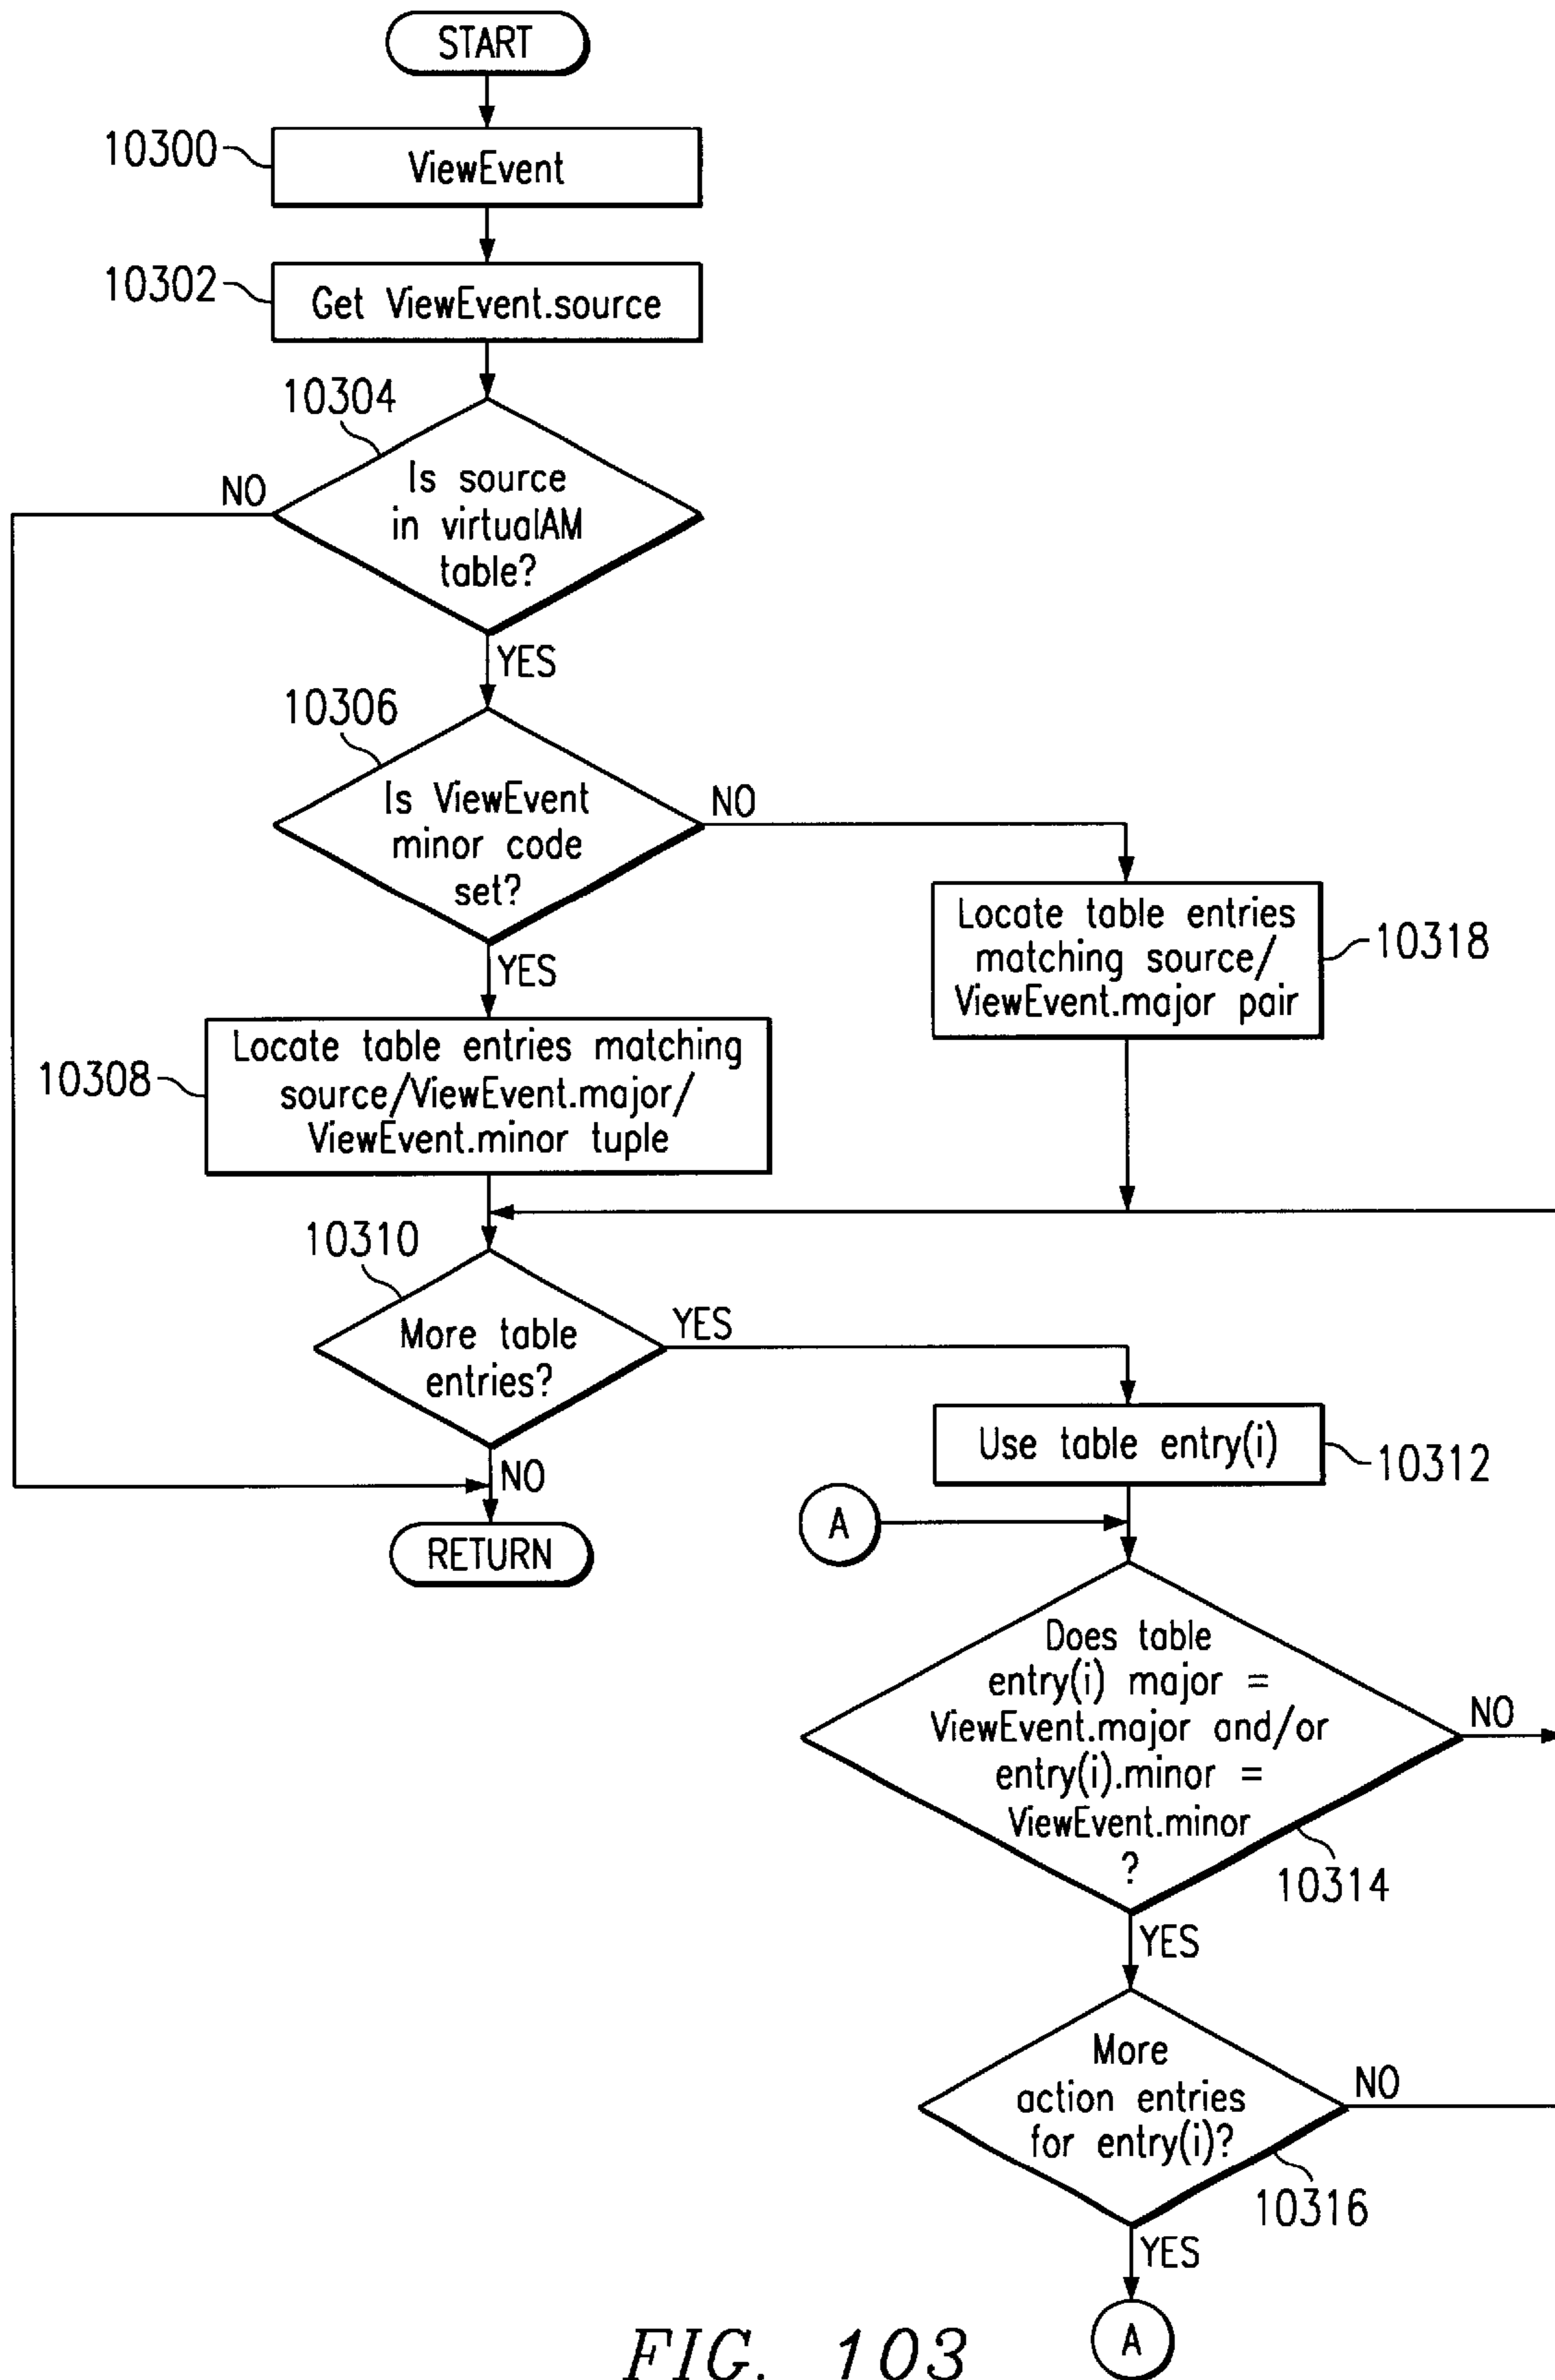 START
10300
ViewEvent
10302
Get ViewEvent.source
10304
Is source
in virtualAM
table?
NO
YES
10306
Is ViewEvent
minor code
set?
NO
YES
Locate table entries
matching source/
ViewEvent.major pair
10318
10308
Locate table entries matching
source/ViewEvent.major/
ViewEvent.minor tuple
10310
More table
entries?
YES
NO
RETURN
Use table entry(i)
10312
A
Does table
entry(i) major =
ViewEvent.major and/or
entry(i).minor =
ViewEvent.minor
?
NO
10314
YES
More
action entries
for entry(i)?
NO
10316
YES
A
FIG. 103